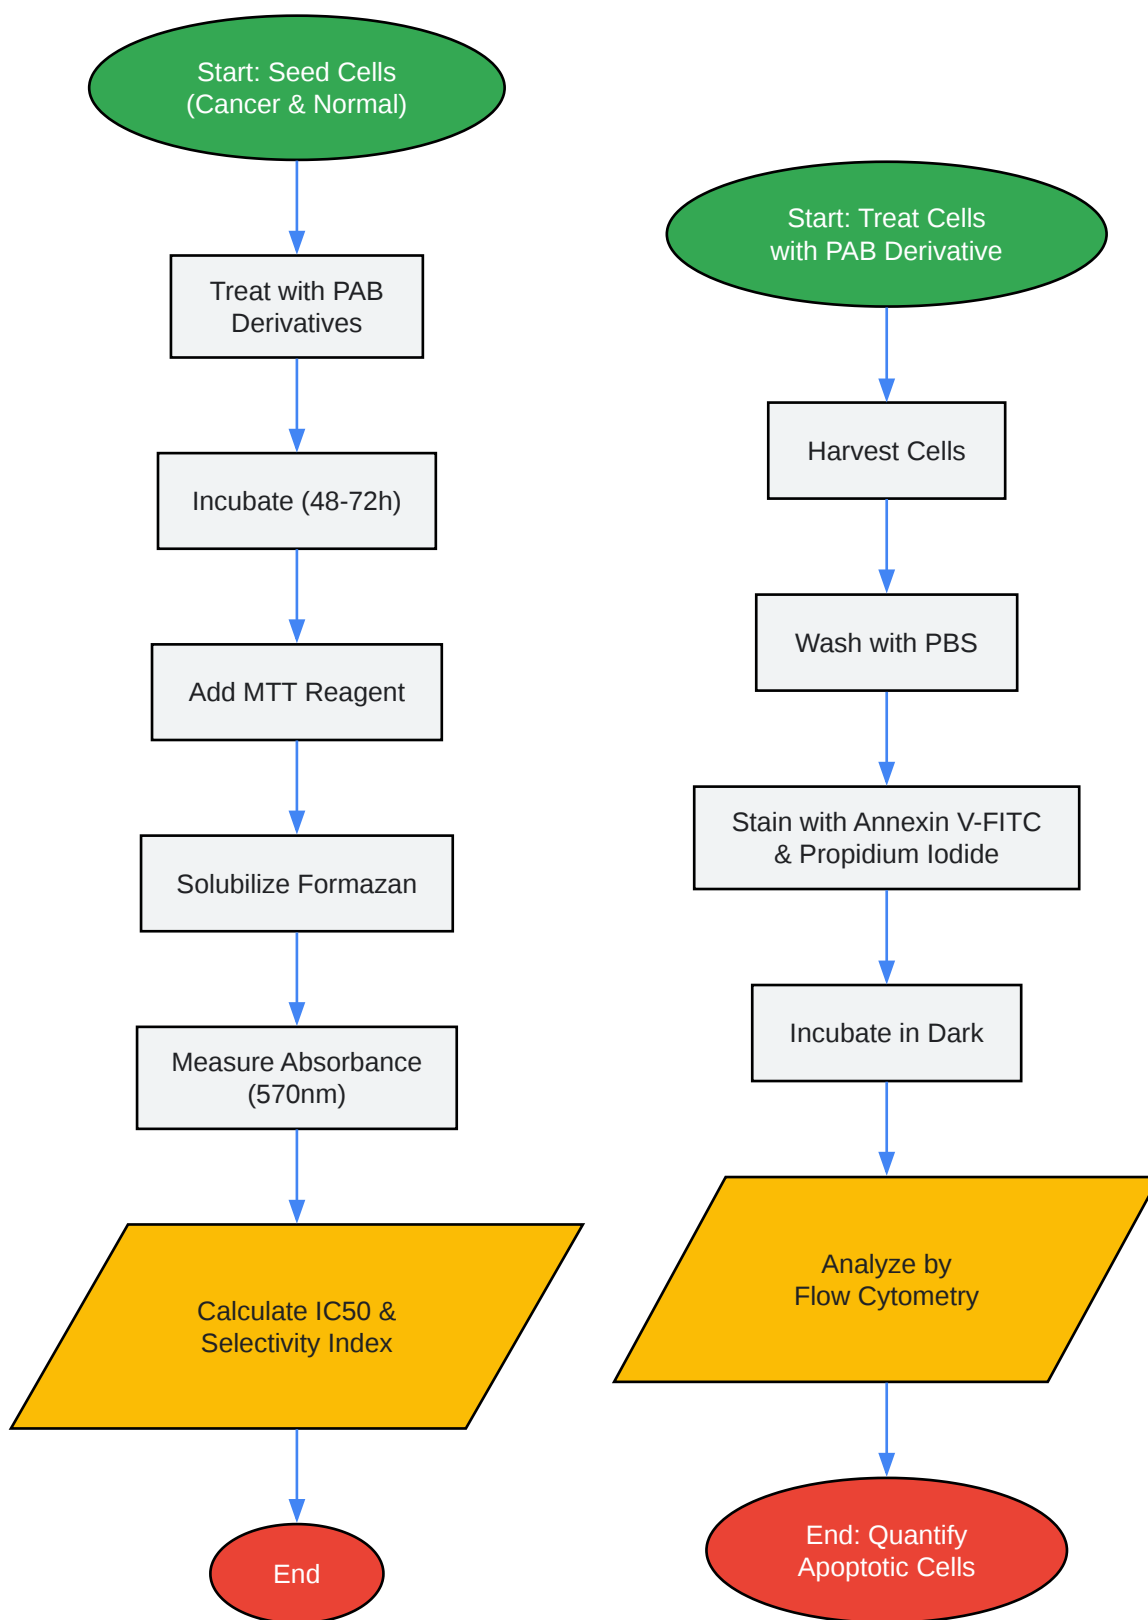 Start: Seed Cells
(Cancer & Normal)
Treat with PAB
Derivatives
Incubate (48-72h)
Add MTT Reagent
Solubilize Formazan
Measure Absorbance
(570nm)
Calculate IC50 &
Selectivity Index
End
Start: Treat Cells
with PAB Derivative
Harvest Cells
Wash with PBS
Stain with Annexin V-FITC
& Propidium Iodide
Incubate in Dark
Analyze by
Flow Cytometry
End: Quantify
Apoptotic Cells